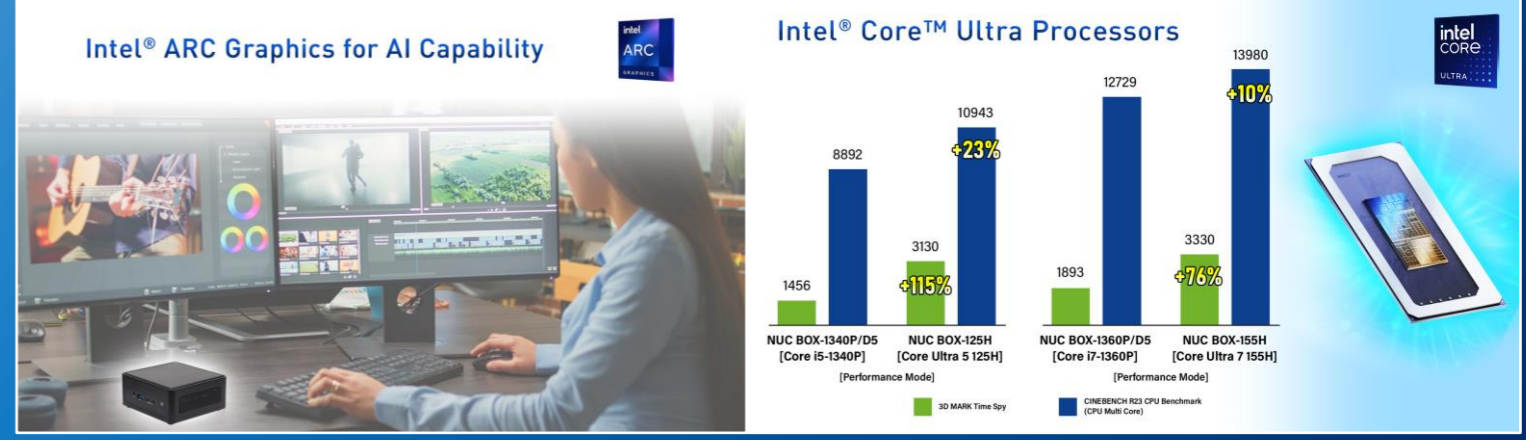 Intel® ARC Graphics for AI Capability
intel
ARC
GRAPHICS
Intel® Core™ Ultra Processors
intel
CORE
ULTRA
1456
8892
3130
+115%
10943
+23%
1893
12729
3330
+76%
13980
+10%
NUC BOX-1340P/D5
[Core i5-1340P]
NUC BOX-125H
[Core Ultra 5 125H]
[Performance Mode]
NUC BOX-1360P/D5
[Core i7-1360P]
NUC BOX-155H
[Core Ultra 7 155H]
[Performance Mode]
3D MARK Time Spy
CINEBENCH R23 CPU Benchmark
(CPU Multi Core)